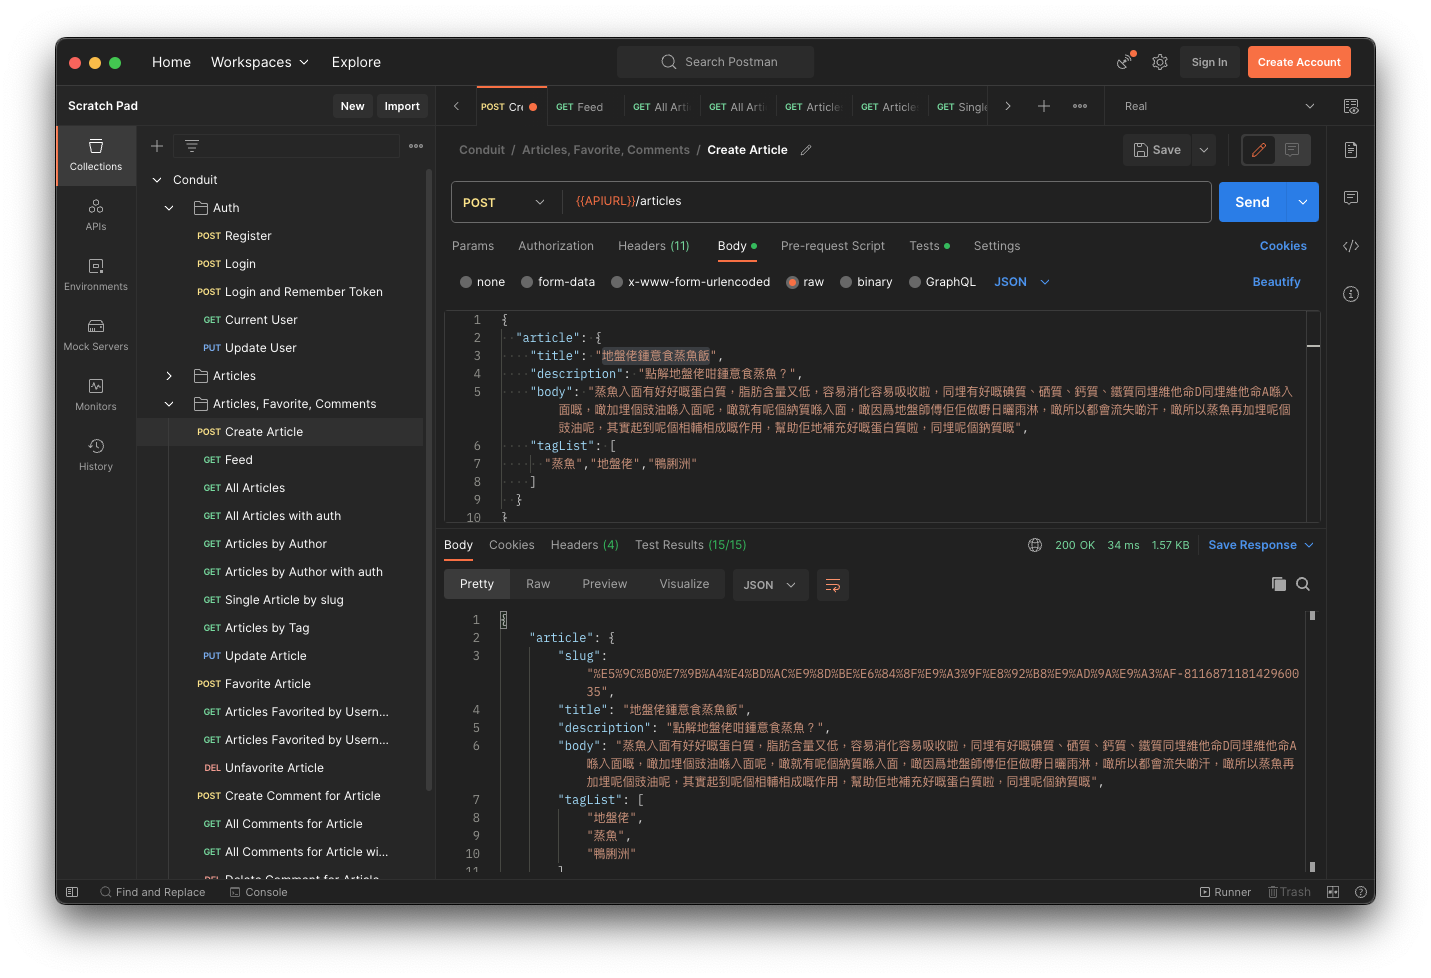 Home Workspaces Explore Search Postman Sign In Create Account
Scratch Pad New Import
POST Cr GET Feed GET All Arti GET All Arti GET Article GET Article GET Single Real
Collections
APIs
Environments
Mock Servers
Monitors
History
Conduit
Auth
POST Register
POST Login
POST Login and Remember Token
GET Current User
PUT Update User
Articles
Articles, Favorite, Comments
POST Create Article
GET Feed
GET All Articles
GET All Articles with auth
GET Articles by Author
GET Articles by Author with auth
GET Single Article by slug
GET Articles by Tag
PUT Update Article
POST Favorite Article
GET Articles Favorited by Usern...
GET Articles Favorited by Usern...
DEL Unfavorite Article
POST Create Comment for Article
GET All Comments for Article
GET All Comments for Article wi...
DEL Delete Comment for Article
Conduit / Articles, Favorite, Comments / Create Article Save
POST {{APIURL}}/articles Send
Params Authorization Headers (11) Body Pre-request Script Tests Settings Cookies
none form-data x-www-form-urlencoded raw binary GraphQL JSON Beautify
1 {
2 "article": {
3 "title": "地盤佬鍾意食蒸魚飯",
4 "description": "點解地盤佬咁鍾意食蒸魚？",
5 "body": "蒸魚入面有好好嘅蛋白質，脂肪含量又低，容易消化容易吸收啦，同埋有好嘅碘質、硒質、鈣質、鐵質同埋維他命D同埋維他命A喺入
面嘅，噉加埋個豉油喺入面呢，噉就有呢個納質喺入面，噉因爲地盤師傅佢佢做嘢日曬雨淋，噉所以都會流失啲汗，噉所以蒸魚再加埋呢個
豉油呢，其實起到呢個相輔相成嘅作用，幫助佢地補充好嘅蛋白質啦，同埋呢個鈉質嘅",
6 "tagList": [
7 "蒸魚","地盤佬","鴨脷洲"
8 ]
9 }
10 }
Body Cookies Headers (4) Test Results (15/15) 200 OK 34 ms 1.57 KB Save Response
Pretty Raw Preview Visualize JSON
1 {
2 "article": {
3 "slug":
"%E5%9C%B0%E7%9B%A4%E4%BD%AC%E9%8D%BE%E6%84%8F%E9%A3%9F%E8%92%B8%E9%AD%9A%E9%A3%AF-8116871181429600
35",
4 "title": "地盤佬鍾意食蒸魚飯",
5 "description": "點解地盤佬咁鍾意食蒸魚？",
6 "body": "蒸魚入面有好好嘅蛋白質，脂肪含量又低，容易消化容易吸收啦，同埋有好嘅碘質、硒質、鈣質、鐵質同埋維他命D同埋維他命A
喺入面嘅，噉加埋個豉油喺入面呢，噉就有呢個納質喺入面，噉因爲地盤師傅佢佢做嘢日曬雨淋，噉所以都會流失啲汗，噉所以蒸魚再
加埋呢個豉油呢，其實起到呢個相輔相成嘅作用，幫助佢地補充好嘅蛋白質啦，同埋呢個鈉質嘅",
7 "tagList": [
8 "地盤佬",
9 "蒸魚",
10 "鴨脷洲"
11 ]
Find and Replace Console Runner Trash